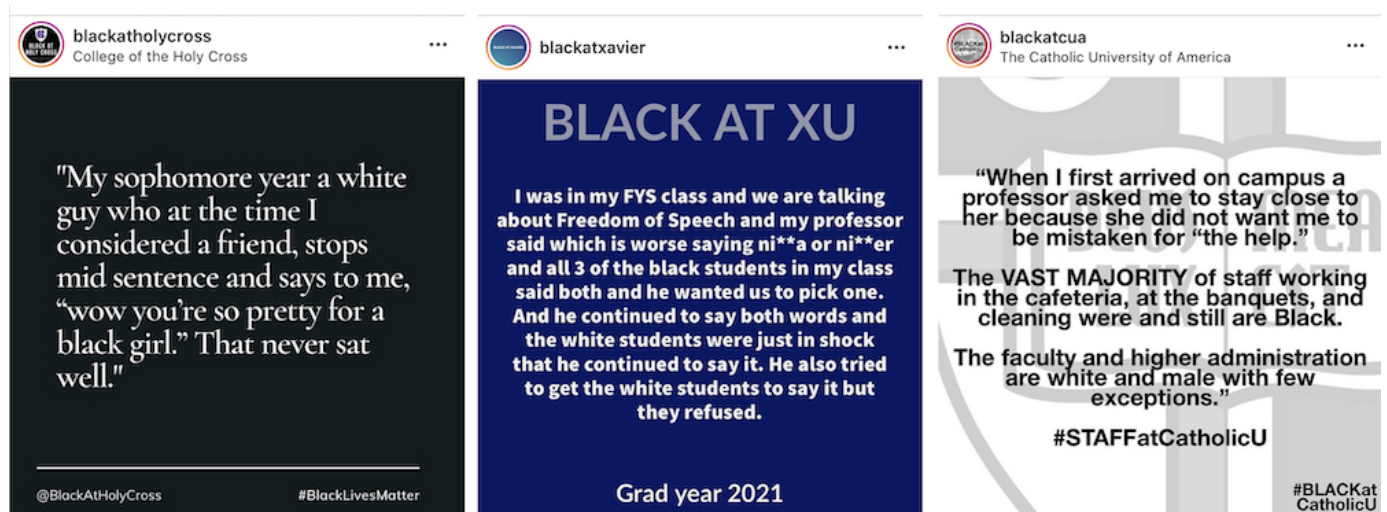 blackatholycross
College of the Holy Cross
"My sophomore year a white
guy who at the time I
considered a friend, stops
mid sentence and says to me,
“wow you’re so pretty for a
black girl.” That never sat
well."
@BlackAtHolyCross
#BlackLivesMatter
blackatxavier
BLACK AT XU
I was in my FYS class and we are talking
about Freedom of Speech and my professor
said which is worse saying ni**a or ni**er
and all 3 of the black students in my class
said both and he wanted us to pick one.
And he continued to say both words and
the white students were just in shock
that he continued to say it. He also tried
to get the white students to say it but
they refused.
Grad year 2021
blackatcua
The Catholic University of America
“When I first arrived on campus a
professor asked me to stay close to
her because she did not want me to
be mistaken for “the help.”
The VAST MAJORITY of staff working
in the cafeteria, at the banquets, and
cleaning were and still are Black.
The faculty and higher administration
are white and male with few
exceptions.”
#STAFFatCatholicU
#BLACKat
CatholicU